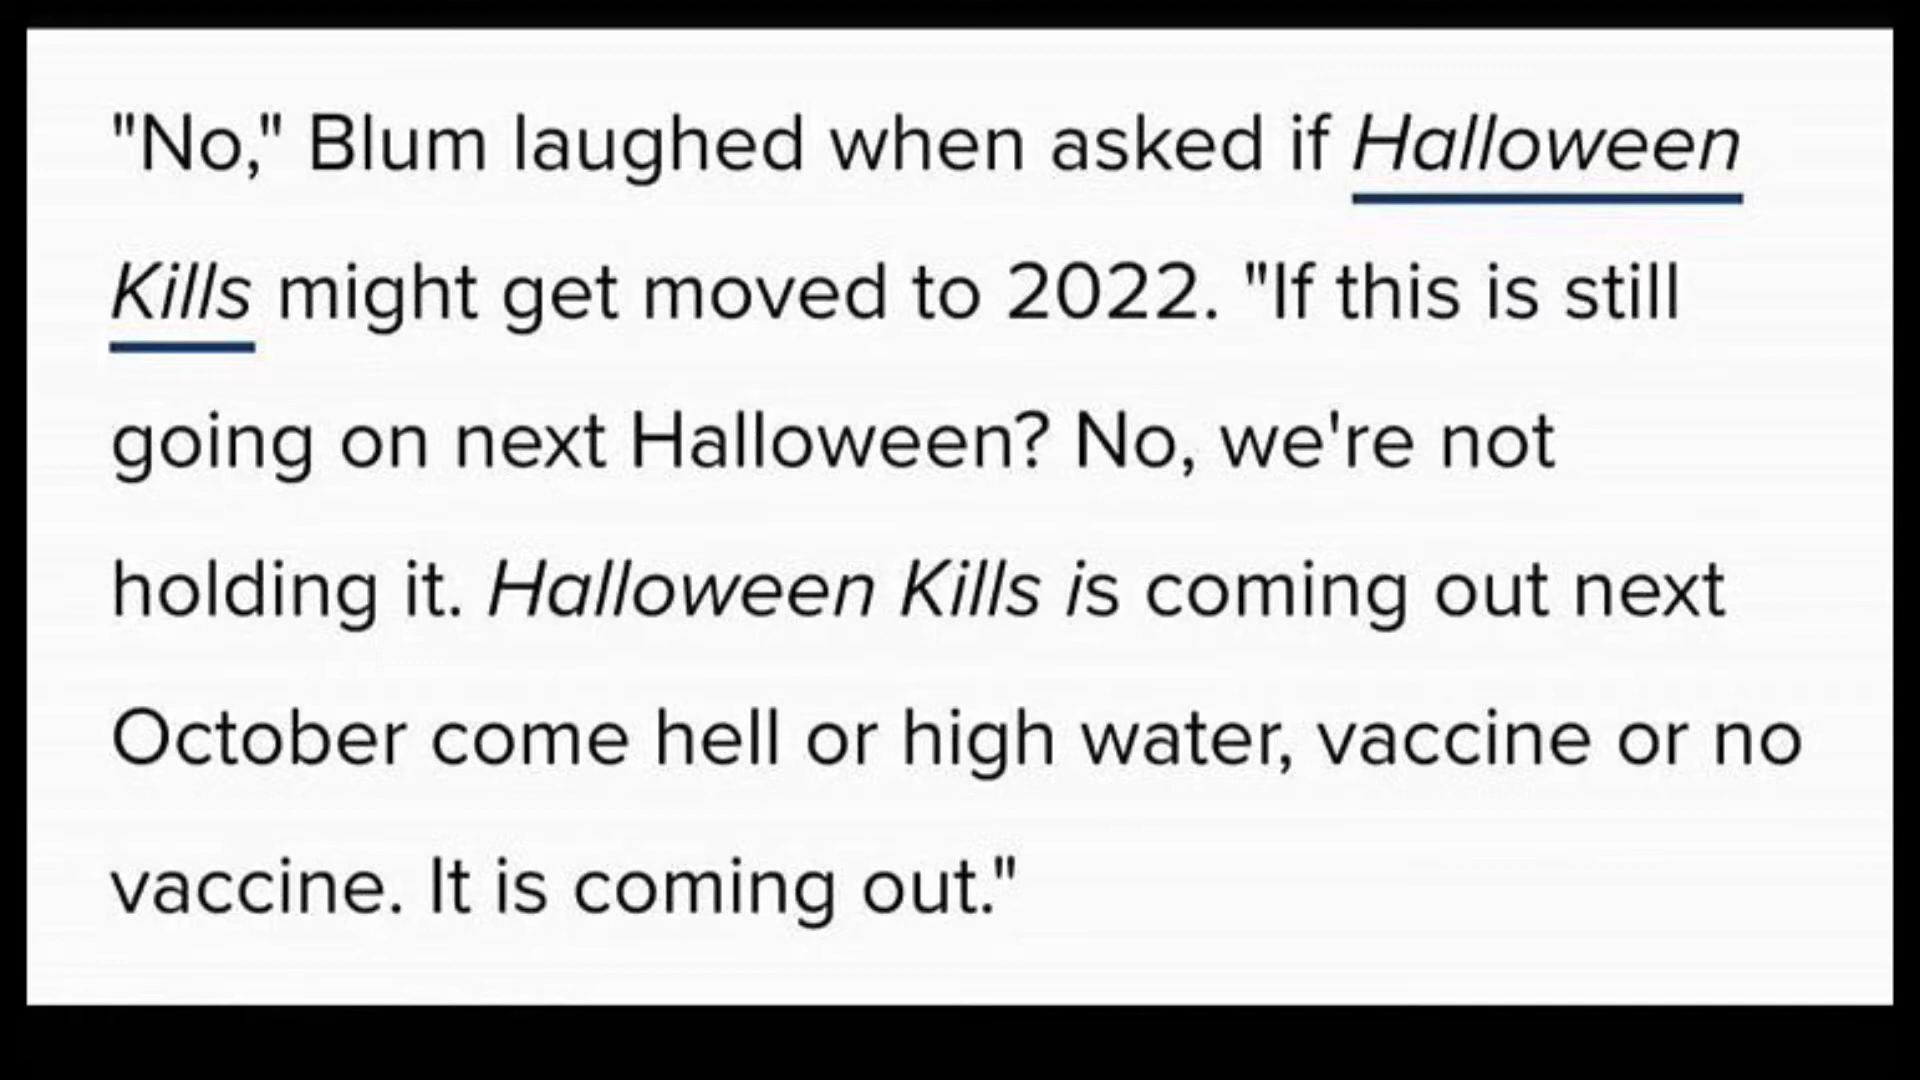 "No," Blum laughed when asked if Halloween
Kills might get moved to 2022. "If this is still
going on next Halloween? No, we're not
holding it. Halloween Kills is coming out next
October come hell or high water, vaccine or no
vaccine. It is coming out."